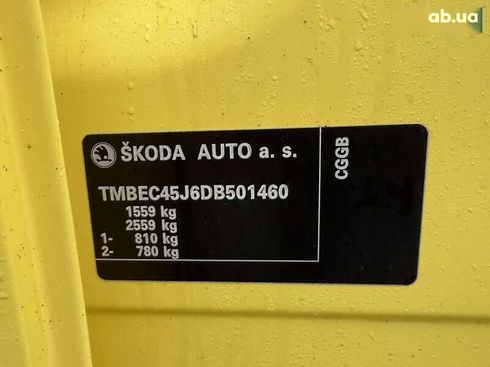 ab.ua
ŠKODA AUTO a. s.
TMBEC45J6DB501460
1559 kg
2559 kg
1- 810 kg
2- 780 kg
CGGB